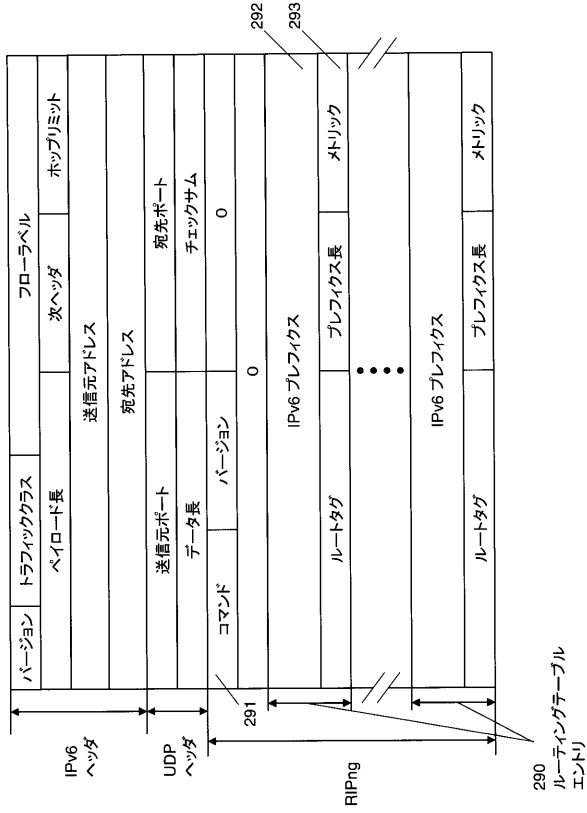 バージョン トラフィッククラス フローラベル
ペイロード長 次ヘッダ ホップリミット
送信元アドレス
宛先アドレス
送信元ポート 宛先ポート
データ長 チェックサム
コマンド バージョン 0
0
IPv6 プレフィクス
ルートタグ プレフィクス長 メトリック
IPv6 プレフィクス
ルートタグ プレフィクス長 メトリック
IPv6
ヘッダ
UDP
ヘッダ
RIPng
291
292
293
290
ルーティングテーブル
エントリ